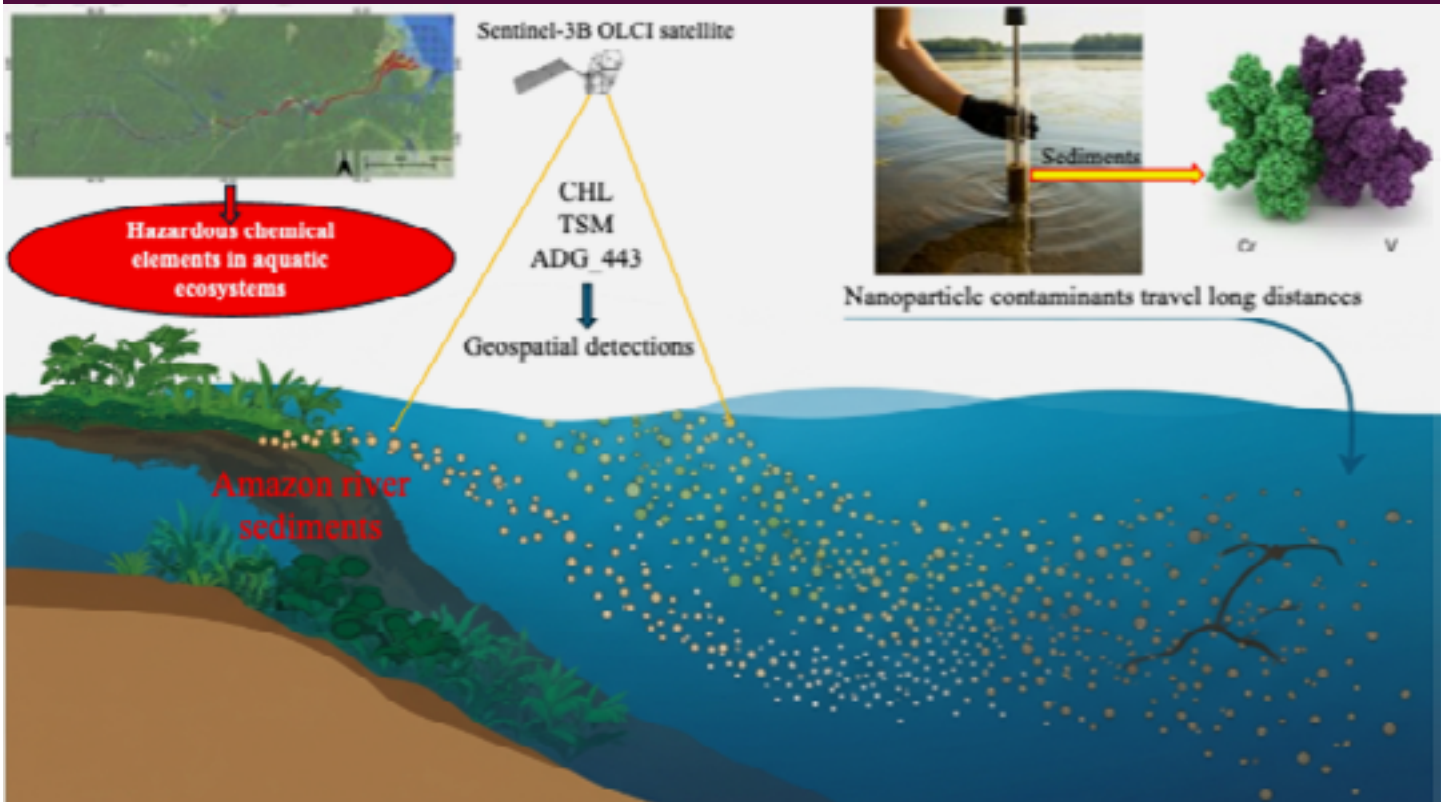 Sentinel-3B OLCI satellite
Hazardous chemical
elements in aquatic
ecosystems
CHL
TSM
ADG_443
Geospatial detections
Sediments
Cr
V
Nanoparticle contaminants travel long distances
Amazon river
sediments